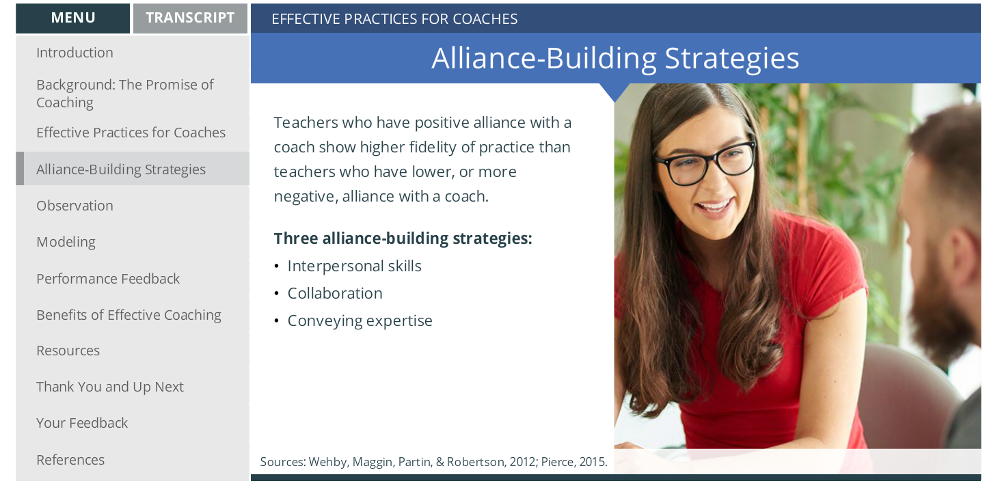 MENU
TRANSCRIPT
Introduction
Background: The Promise of
Coaching
Effective Practices for Coaches
Alliance-Building Strategies
Observation
Modeling
Performance Feedback
Benefits of Effective Coaching
Resources
Thank You and Up Next
Your Feedback
References
EFFECTIVE PRACTICES FOR COACHES
Alliance-Building Strategies
Teachers who have positive alliance with a
coach show higher fidelity of practice than
teachers who have lower, or more
negative, alliance with a coach.
Three alliance-building strategies:
• Interpersonal skills
• Collaboration
• Conveying expertise
Sources: Wehby, Maggin, Partin, & Robertson, 2012; Pierce, 2015.